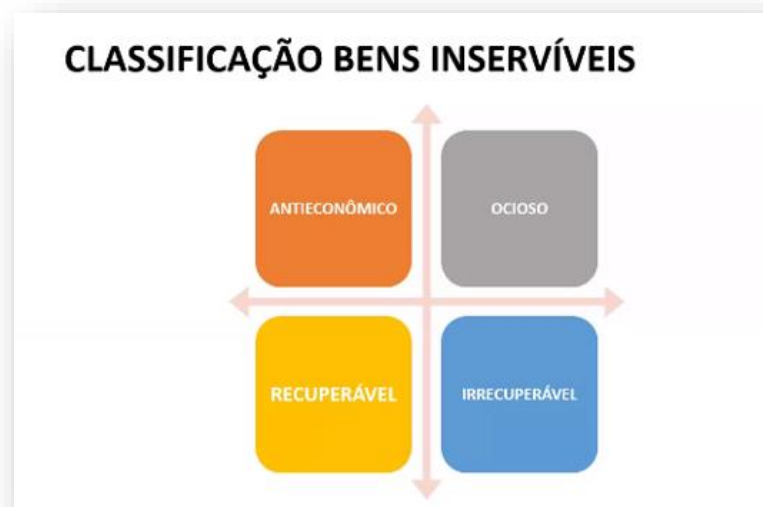 CLASSIFICAÇÃO BENS INSERVÍVEIS
ANTIECONÔMICO
OCIOSO
RECUPERÁVEL
IRRECUPERÁVEL